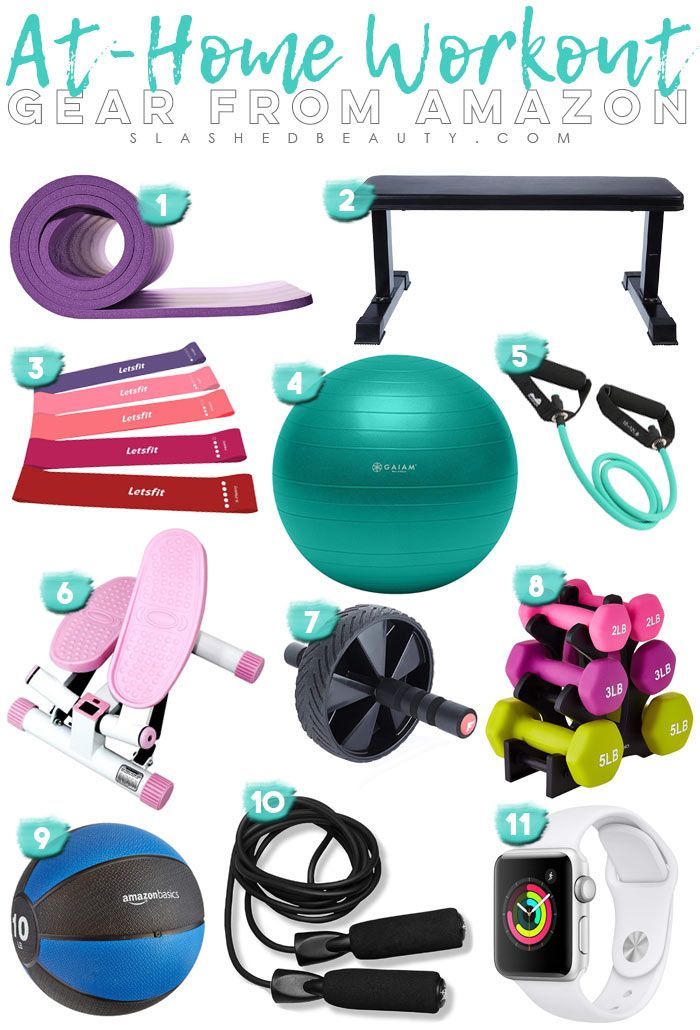 At-Home Workout
GEAR FROM AMAZON
SLASHEDBEAUTY.COM
1
2
3
Letsfit
Letsfit
Letsfit
Letsfit
Letsfit
4
GAIAM
5
6
7
8
2LB
2LB
3LB
3LB
5LB
5LB
9
amazonbasics
10
LB
10
11